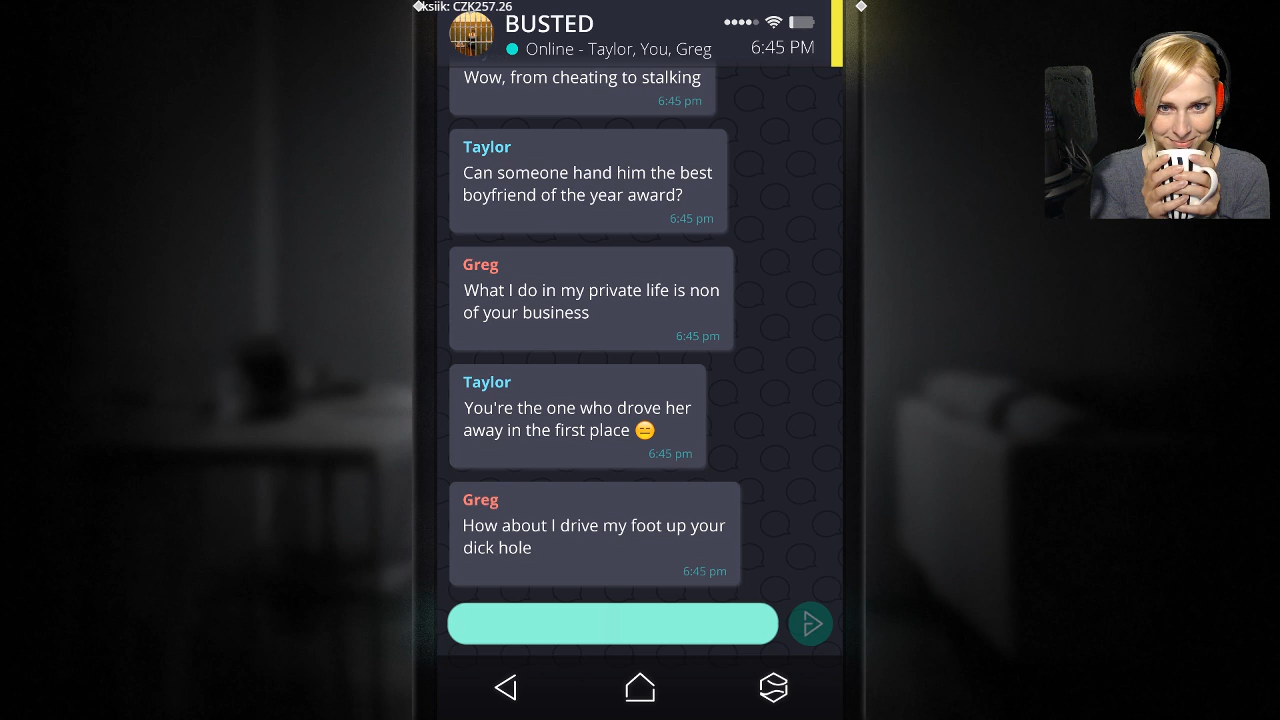 ksiik: CZK257.26
BUSTED
Online - Taylor, You, Greg
6:45 PM
Wow, from cheating to stalking
6:45 pm
Taylor
Can someone hand him the best
boyfriend of the year award?
6:45 pm
Greg
What I do in my private life is non
of your business
6:45 pm
Taylor
You're the one who drove her
away in the first place 😑
6:45 pm
Greg
How about I drive my foot up your
dick hole
6:45 pm